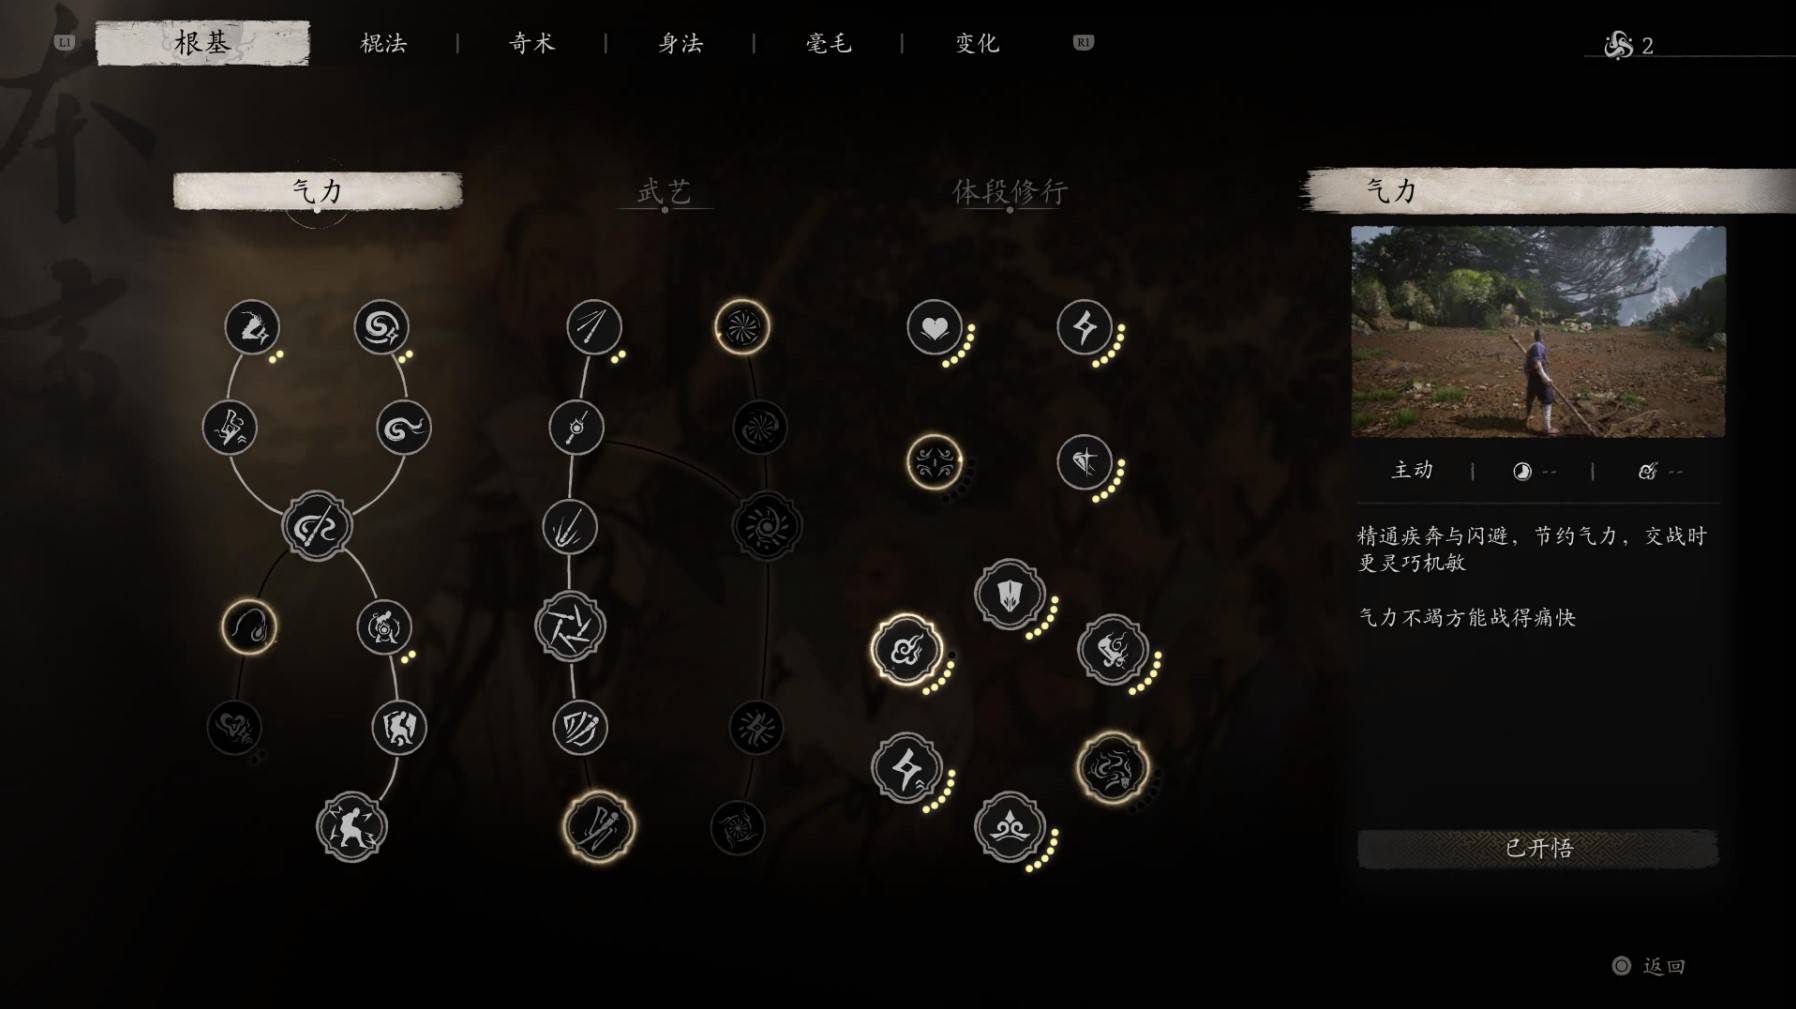 L1
根基
棍法
奇术
身法
毫毛
变化
R1
2
气力
武艺
体段修行
气力
主动
--
--
精通疾奔与闪避，节约气力，交战时
更灵巧机敏
气力不竭方能战得痛快
已开悟
返回